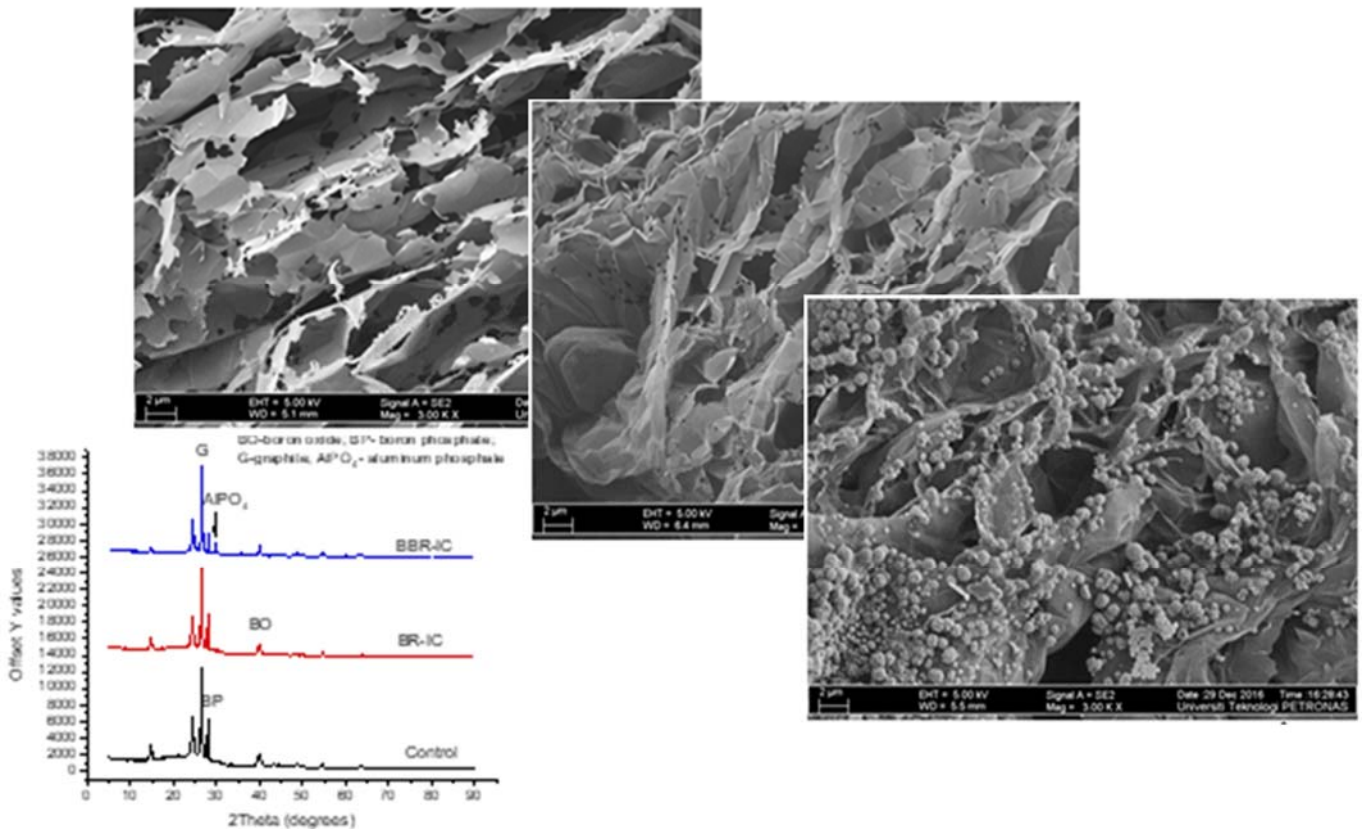 2 µm
EHT = 5.00 kV
WD = 5.1 mm
Signal A = SE2
Mag = 3.00 K X
2 µm
EHT = 5.00 kV
WD = 6.4 mm
Signal A
Mag =
2 µm
EHT = 5.00 kV
WD = 5.5 mm
Signal A = SE2
Mag = 3.00 K X
Date :29 Dec 2016 Time :16:28:43
Universiti Teknologi PETRONAS
BO-boron oxide; BP- boron phosphate;
G-graphite; AlPO₄- aluminum phosphate
G
AlPO₄
BBR-IC
BO
BR-IC
BP
Control
Offset Y values
38000
36000
34000
32000
30000
28000
26000
24000
22000
20000
18000
16000
14000
12000
10000
8000
6000
4000
2000
0
0 10 20 30 40 50 60 70 80 90
2Theta (degrees)